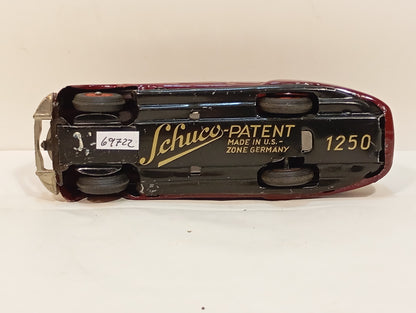 69722
Schuco-PATENT
MADE IN U.S.-
ZONE GERMANY
1250